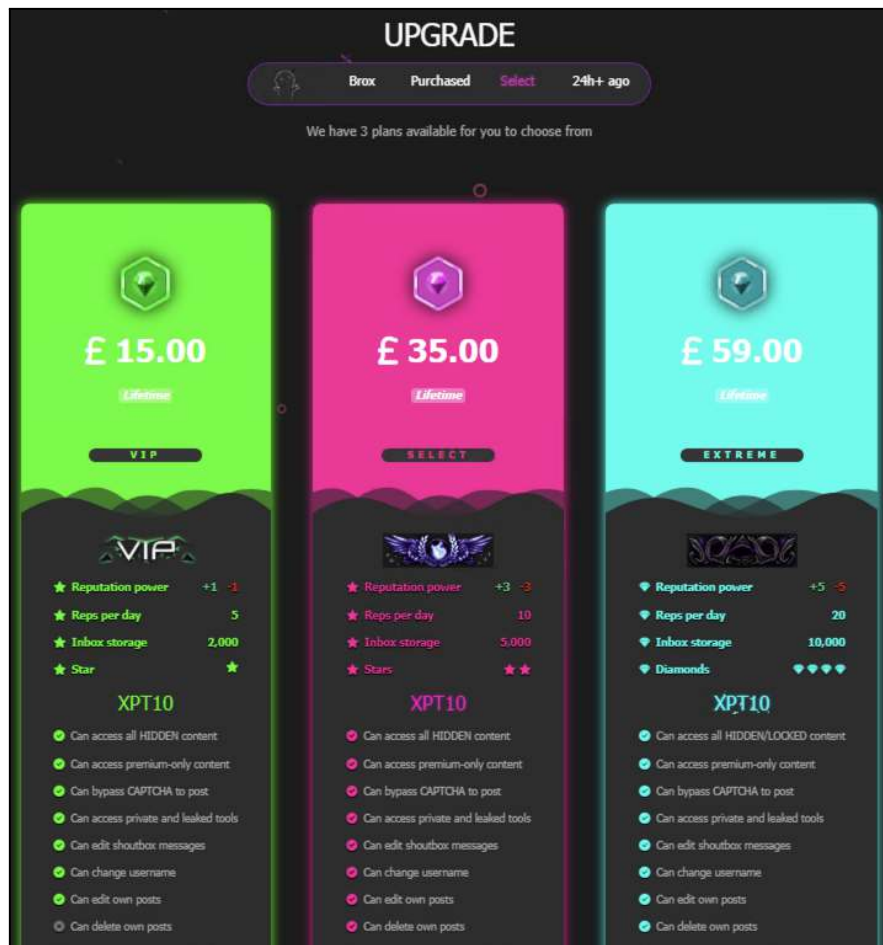 UPGRADE
Brox Purchased Select 24h+ ago
We have 3 plans available for you to choose from
£ 15.00
Lifetime
VIP
VIP
Reputation power +1 -1
Reps per day 5
Inbox storage 2,000
Star
XPT10
Can access all HIDDEN content
Can access premium-only content
Can bypass CAPTCHA to post
Can access private and leaked tools
Can edit shoutbox messages
Can change username
Can edit own posts
Can delete own posts
£ 35.00
Lifetime
SELECT
Reputation power +3 -3
Reps per day 10
Inbox storage 5,000
Stars
XPT10
Can access all HIDDEN content
Can access premium-only content
Can bypass CAPTCHA to post
Can access private and leaked tools
Can edit shoutbox messages
Can change username
Can edit own posts
Can delete own posts
£ 59.00
Lifetime
EXTREME
Reputation power +5 -5
Reps per day 20
Inbox storage 10,000
Diamonds
XPT10
Can access all HIDDEN/LOCKED content
Can access premium-only content
Can bypass CAPTCHA to post
Can access private and leaked tools
Can edit shoutbox messages
Can change username
Can edit own posts
Can delete own posts